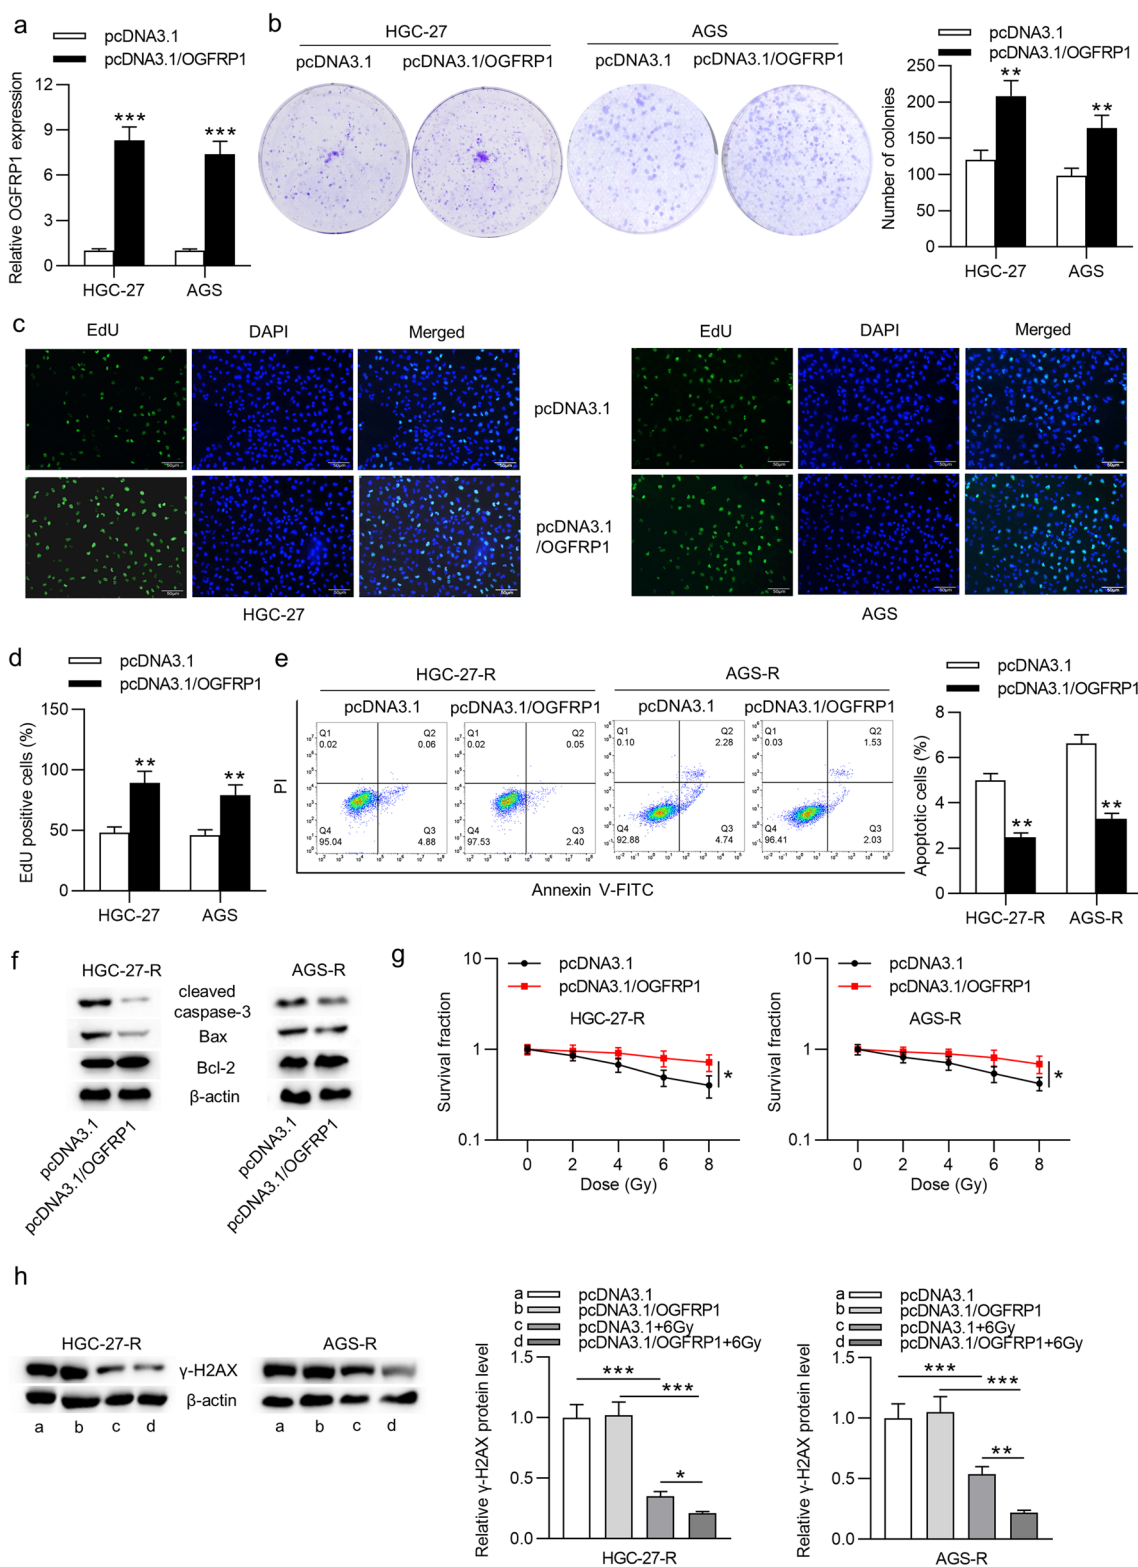 a
pcDNA3.1
pcDNA3.1/OGFRP1
Relative OGFRP1 expression
12
9
6
3
0
***
***
HGC-27
AGS
b
HGC-27
AGS
pcDNA3.1
pcDNA3.1/OGFRP1
pcDNA3.1
pcDNA3.1/OGFRP1
pcDNA3.1
pcDNA3.1/OGFRP1
Number of colonies
250
200
150
100
50
0
**
**
HGC-27
AGS
c
EdU
DAPI
Merged
EdU
DAPI
Merged
pcDNA3.1
pcDNA3.1
/OGFRP1
50μm
50μm
50μm
50μm
50μm
50μm
50μm
50μm
50μm
50μm
50μm
50μm
HGC-27
AGS
d
pcDNA3.1
pcDNA3.1/OGFRP1
EdU positive cells (%)
150
100
50
0
**
**
HGC-27
AGS
e
HGC-27-R
AGS-R
pcDNA3.1
pcDNA3.1/OGFRP1
pcDNA3.1
pcDNA3.1/OGFRP1
PI
Q1
0.02
Q2
0.06
Q4
95.04
Q3
4.88
Q1
0.02
Q2
0.05
Q4
97.53
Q3
2.40
Q1
0.10
Q2
2.28
Q4
92.88
Q3
4.74
Q1
0.03
Q2
1.53
Q4
96.41
Q3
2.03
Annexin V-FITC
pcDNA3.1
pcDNA3.1/OGFRP1
Apoptotic cells (%)
8
6
4
2
0
**
**
HGC-27-R
AGS-R
f
HGC-27-R
AGS-R
cleaved
caspase-3
Bax
Bcl-2
β-actin
pcDNA3.1
pcDNA3.1/OGFRP1
pcDNA3.1
pcDNA3.1/OGFRP1
g
Survival fraction
10
1
0.1
pcDNA3.1
pcDNA3.1/OGFRP1
HGC-27-R
*
0 2 4 6 8
Dose (Gy)
Survival fraction
10
1
0.1
pcDNA3.1
pcDNA3.1/OGFRP1
AGS-R
*
0 2 4 6 8
Dose (Gy)
h
HGC-27-R
AGS-R
γ-H2AX
β-actin
a b c d
a b c d
a pcDNA3.1
b pcDNA3.1/OGFRP1
c pcDNA3.1+6Gy
d pcDNA3.1/OGFRP1+6Gy
Relative γ-H2AX protein level
1.5
1.0
0.5
0.0
***
***
*
HGC-27-R
a pcDNA3.1
b pcDNA3.1/OGFRP1
c pcDNA3.1+6Gy
d pcDNA3.1/OGFRP1+6Gy
Relative γ-H2AX protein level
1.5
1.0
0.5
0.0
***
***
**
AGS-R